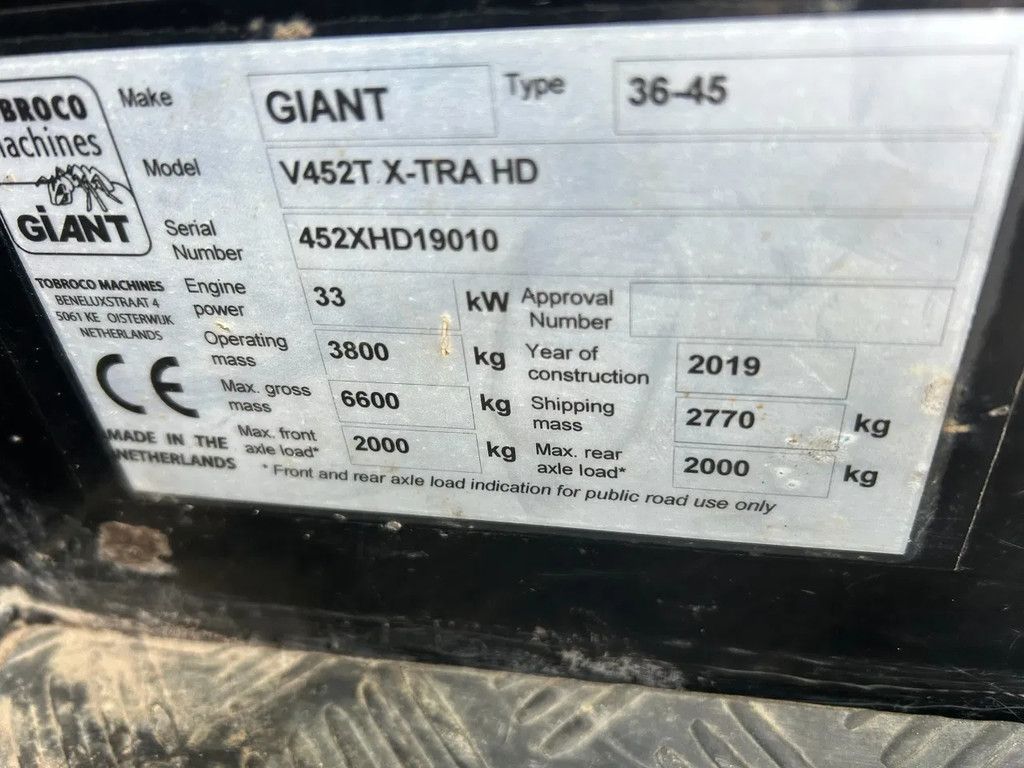 BROCO
achines
GiANT
TOBROCO MACHINES
BENELUXSTRAAT 4
5061 KE OISTERWIJK
NETHERLANDS
CE
MADE IN THE
NETHERLANDS
Make GIANT Type 36-45
Model V452T X-TRA HD
Serial
Number 452XHD19010
Engine
power 33 kW Approval
Number
Operating
mass 3800 kg Year of
construction 2019
Max. gross
mass 6600 kg Shipping
mass 2770 kg
Max. front
axle load* 2000 kg Max. rear
axle load* 2000 kg
* Front and rear axle load indication for public road use only